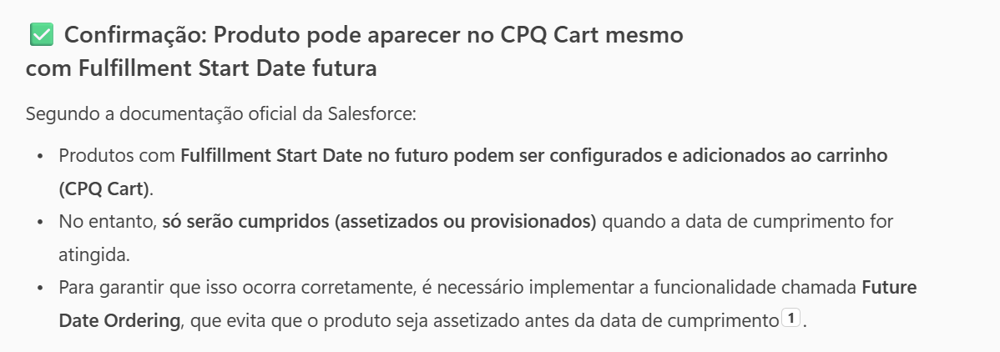 ✅ Confirmação: Produto pode aparecer no CPQ Cart mesmo
com Fulfillment Start Date futura
Segundo a documentação oficial da Salesforce:
• Produtos com Fulfillment Start Date no futuro podem ser configurados e adicionados ao carrinho
(CPQ Cart).
• No entanto, só serão cumpridos (assetizados ou provisionados) quando a data de cumprimento for
atingida.
• Para garantir que isso ocorra corretamente, é necessário implementar a funcionalidade chamada Future
Date Ordering, que evita que o produto seja assetizado antes da data de cumprimento 1 .